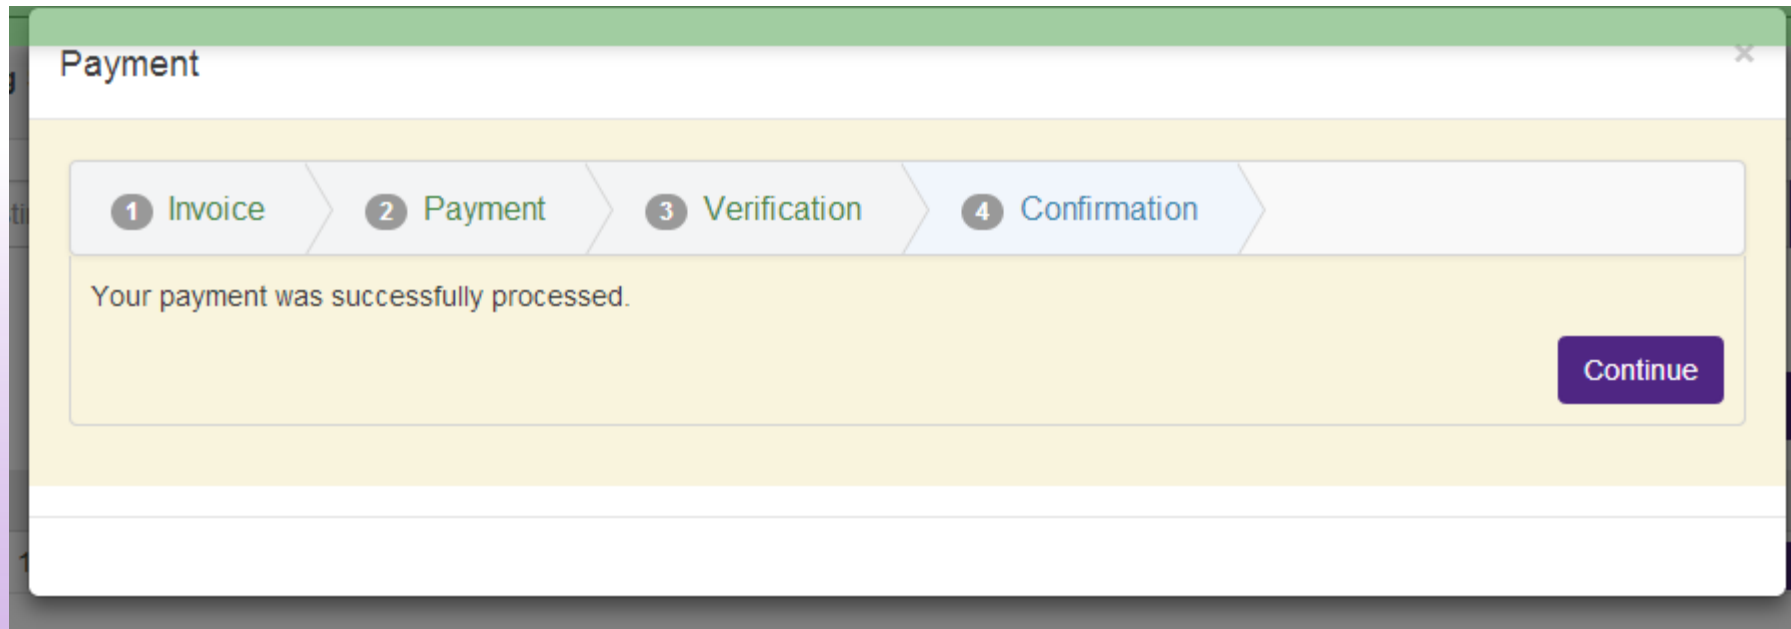 Payment
×
1 Invoice 2 Payment 3 Verification 4 Confirmation
Your payment was successfully processed.
Continue